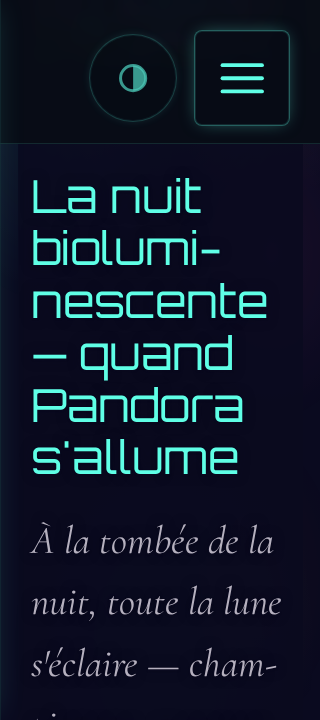 La nuit
biolumi-
nescente
— quand
Pandora
s'allume
À la tombée de la
nuit, toute la lune
s'éclaire — cham-